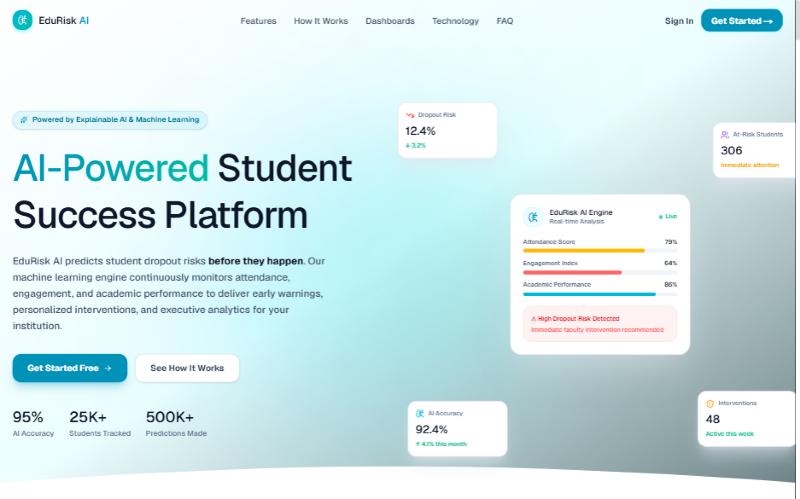 EduRisk AI
Features
How It Works
Dashboards
Technology
FAQ
Sign In
Get Started →
Powered by Explainable AI & Machine Learning
AI-Powered Student
Success Platform
EduRisk AI predicts student dropout risks before they happen. Our
machine learning engine continuously monitors attendance,
engagement, and academic performance to deliver early warnings,
personalized interventions, and executive analytics for your
institution.
Get Started Free →
See How It Works
95%
AI Accuracy
25K+
Students Tracked
500K+
Predictions Made
Dropout Risk
12.4%
↓ 3.2%
At-Risk Students
306
Immediate attention
EduRisk AI Engine
Real-time Analysis
Live
Attendance Score 79%
Engagement Index 64%
Academic Performance 86%
⚠ High Dropout Risk Detected
Immediate faculty intervention recommended
AI Accuracy
92.4%
↑ 4.1% this month
Interventions
48
Active this week